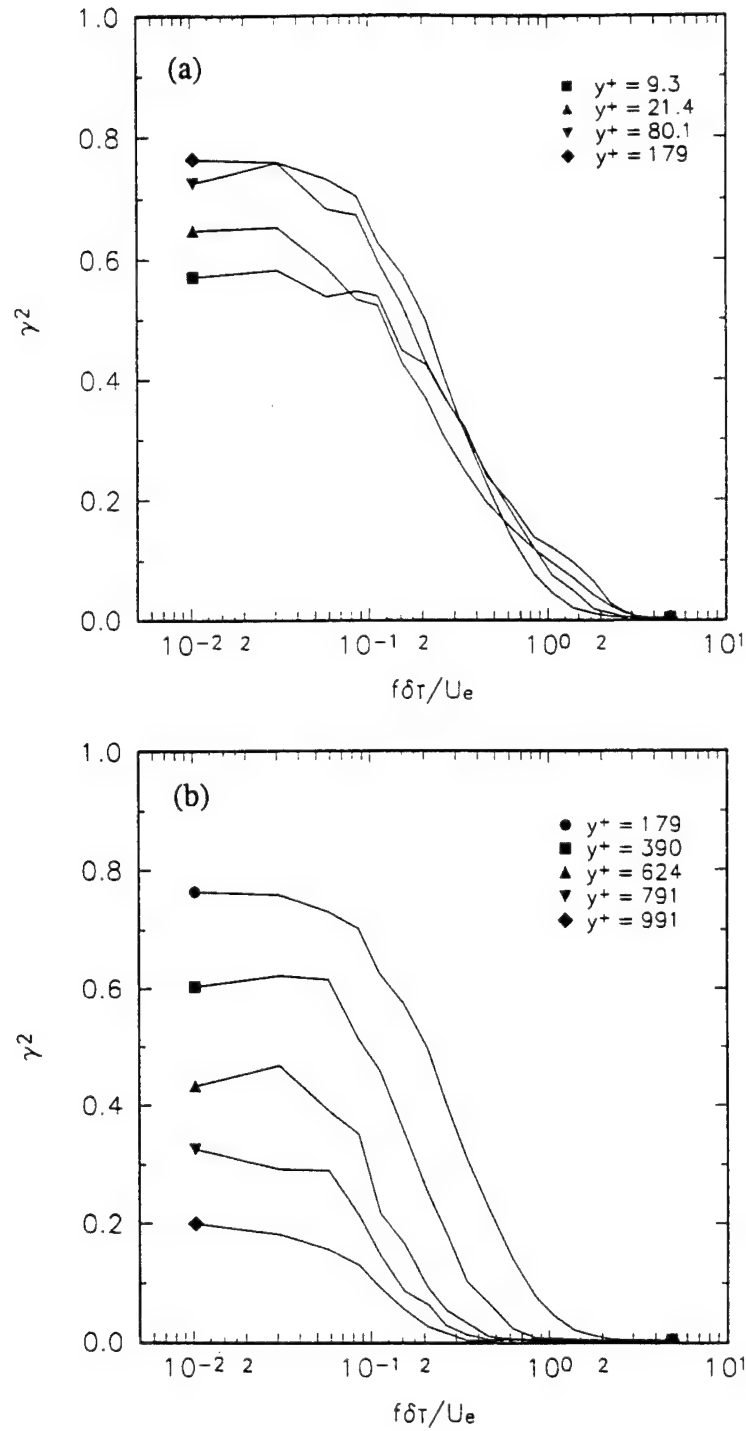 (a)
y+ = 9.3
y+ = 21.4
y+ = 80.1
y+ = 179
1.0
0.8
0.6
0.4
0.2
0.0
γ2
10-2 2 10-1 2 100 2 101
fδT/Ue
(b)
y+ = 179
y+ = 390
y+ = 624
y+ = 791
y+ = 991
1.0
0.8
0.6
0.4
0.2
0.0
γ2
10-2 2 10-1 2 100 2 101
fδT/Ue